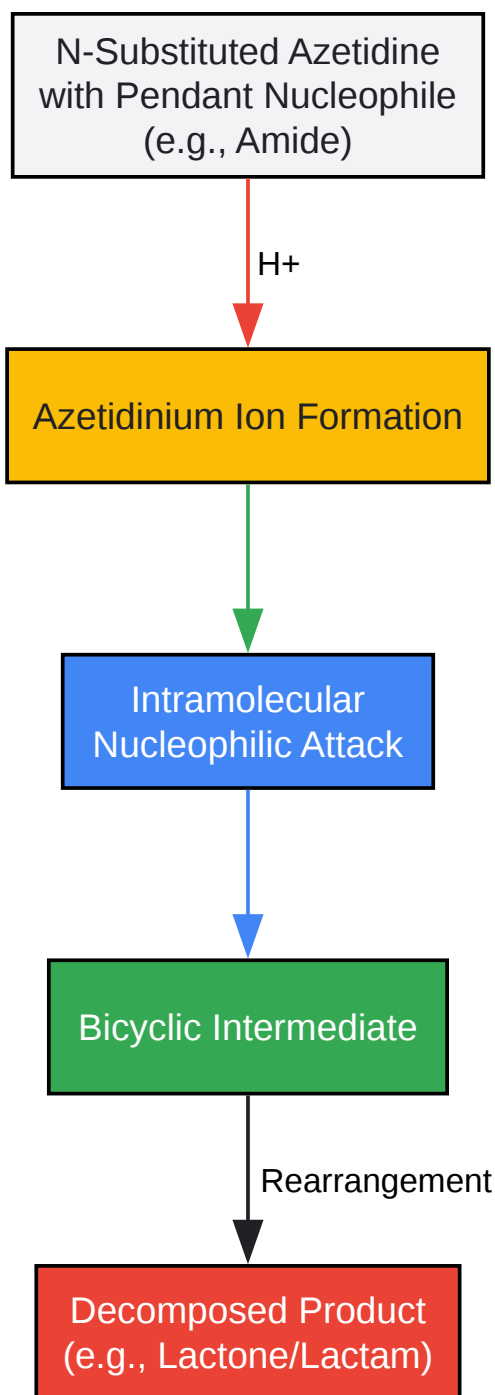 N-Substituted Azetidine
with Pendant Nucleophile
(e.g., Amide)
H+
Azetidinium Ion Formation
Intramolecular
Nucleophilic Attack
Bicyclic Intermediate
Rearrangement
Decomposed Product
(e.g., Lactone/Lactam)